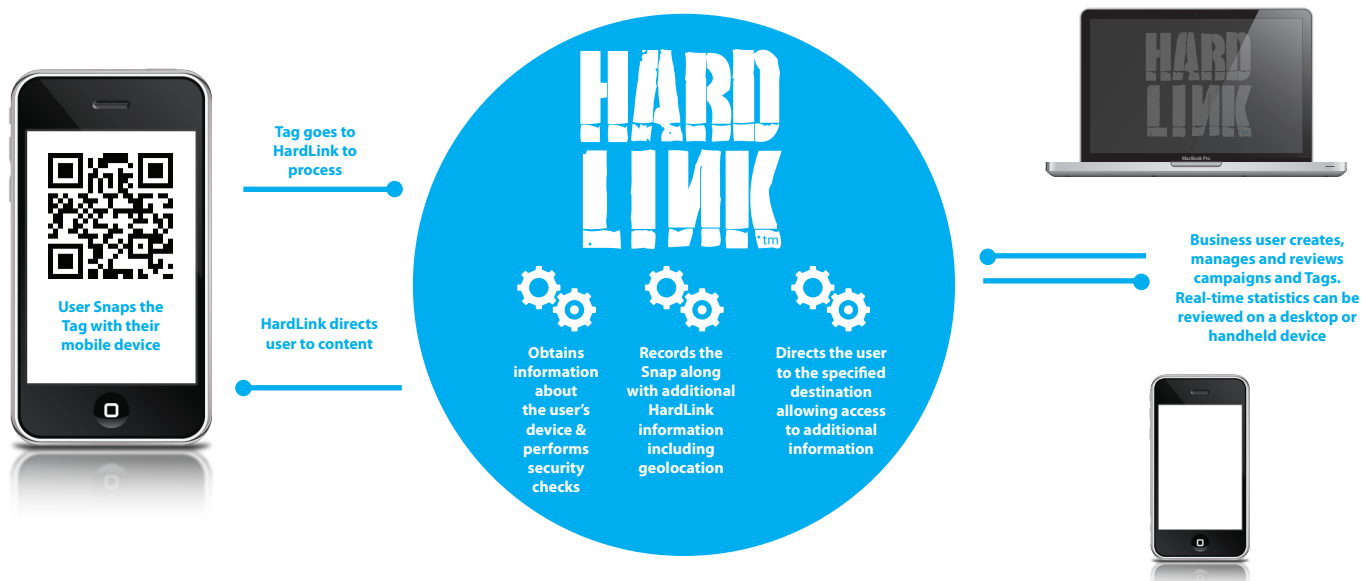 User Snaps the
Tag with their
mobile device
Tag goes to
HardLink to
process
HardLink directs
user to content
HARD
LINK
tm
Obtains
information
about
the user’s
device &
performs
security
checks
Records the
Snap along
with additional
HardLink
information
including
geolocation
Directs the user
to the specified
destination
allowing access
to additional
information
HARD
LINK
tm
MacBook Pro
Business user creates,
manages and reviews
campaigns and Tags.
Real-time statistics can be
reviewed on a desktop or
handheld device